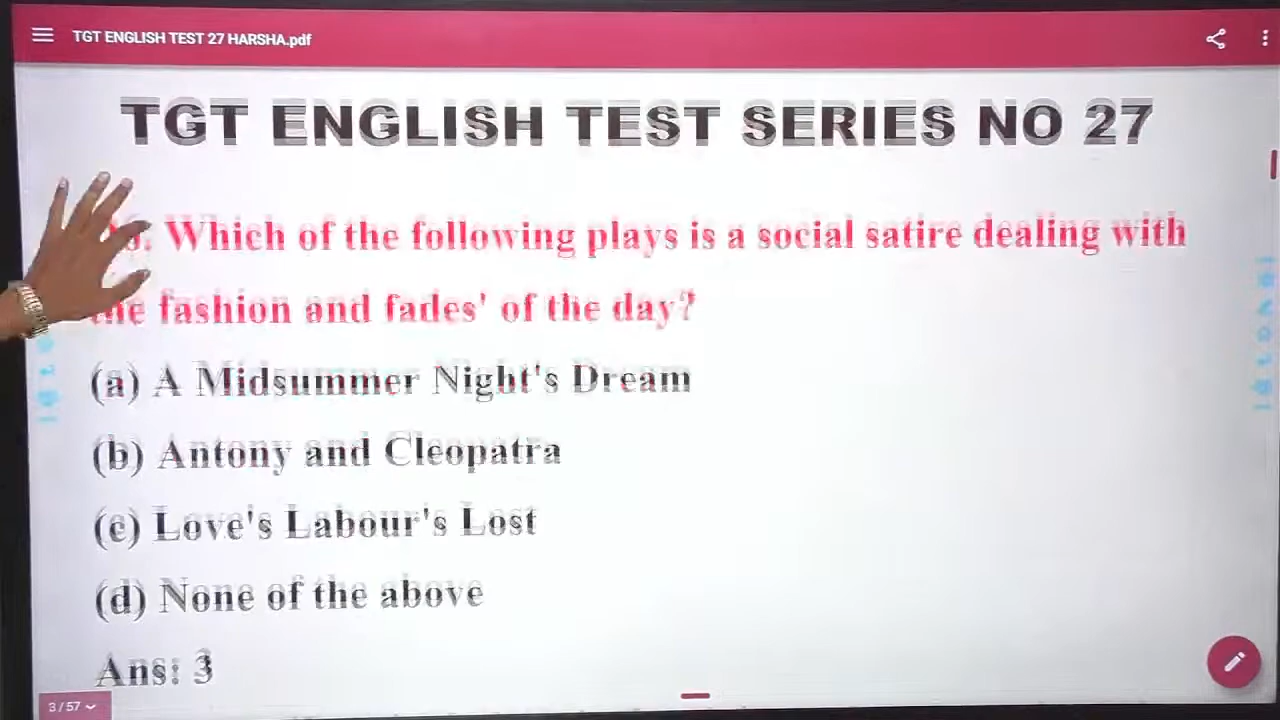 TGT ENGLISH TEST 27 HARSHA.pdf
TGT ENGLISH TEST SERIES NO 27
Which of the following plays is a social satire dealing with
the fashion and fades' of the day?
(a) A Midsummer Night's Dream
(b) Antony and Cleopatra
(c) Love's Labour's Lost
(d) None of the above
Ans: 3
3 / 57